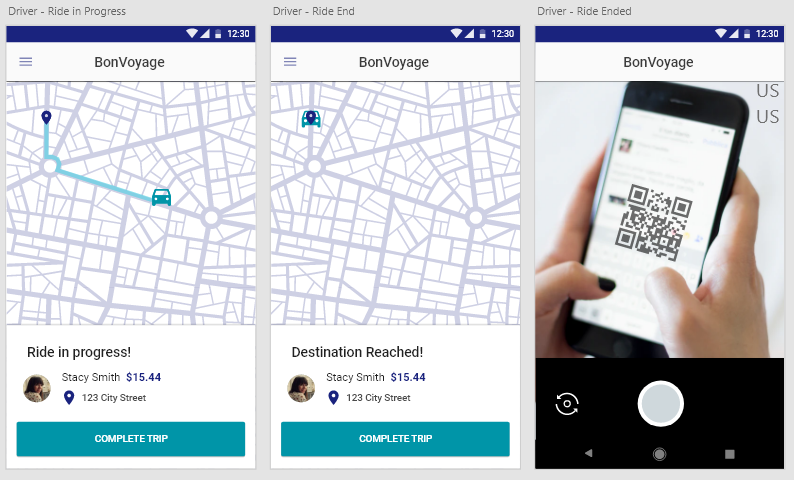 Driver - Ride in Progress
12:30
BonVoyage
Ride in progress!
Stacy Smith $15.44
123 City Street
COMPLETE TRIP
Driver - Ride End
12:30
BonVoyage
Destination Reached!
Stacy Smith $15.44
123 City Street
COMPLETE TRIP
Driver - Ride Ended
12:30
BonVoyage
US
US